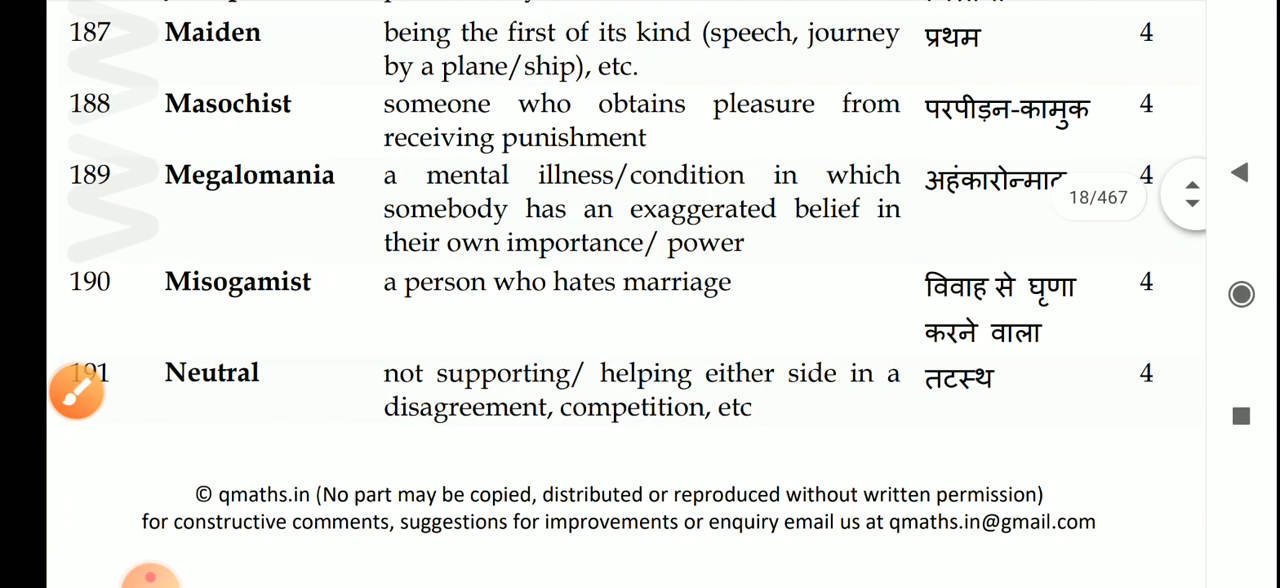 187 Maiden being the first of its kind (speech, journey प्रथम 4
by a plane/ship), etc.
188 Masochist someone who obtains pleasure from परपीड़न-कामुक 4
receiving punishment
189 Megalomania a mental illness/condition in which 4
somebody has an exaggerated belief in
18/467
their own importance/ power
190 Misogamist a person who hates marriage विवाह से घृणा 4
करने वाला
191 Neutral not supporting/ helping either side in a तटस्थ 4
disagreement, competition, etc
© qmaths.in (No part may be copied, distributed or reproduced without written permission)
for constructive comments, suggestions for improvements or enquiry email us at qmaths.in@gmail.com